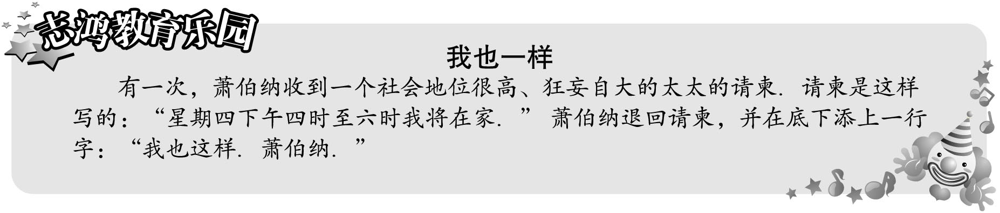 志鸿教育乐园
我也一样
有一次，萧伯纳收到一个社会地位很高、狂妄自大的太太的请柬．请柬是这样
写的：“星期四下午四时至六时我将在家．”萧伯纳退回请柬，并在底下添上一行
字：“我也这样．萧伯纳．”